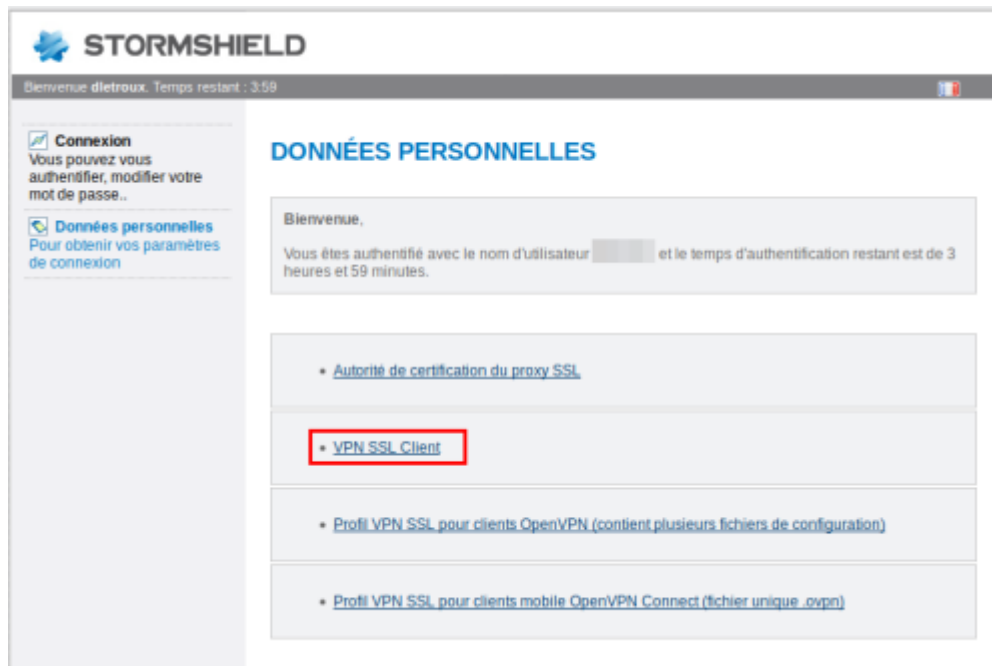 STORMSHIELD
Bienvenue dletroux. Temps restant : 3:59
Connexion
Vous pouvez vous
authentifier, modifier votre
mot de passe..
Données personnelles
Pour obtenir vos paramètres
de connexion
DONNÉES PERSONNELLES
Bienvenue,
Vous êtes authentifié avec le nom d'utilisateur et le temps d'authentification restant est de 3
heures et 59 minutes.
• Autorité de certification du proxy SSL
• VPN SSL Client
• Profil VPN SSL pour clients OpenVPN (contient plusieurs fichiers de configuration)
• Profil VPN SSL pour clients mobile OpenVPN Connect (fichier unique .ovpn)